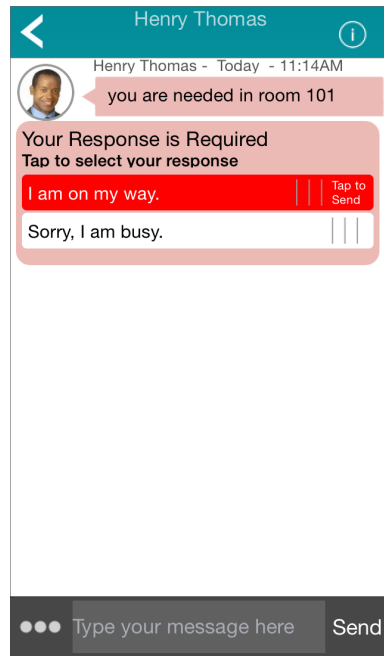 Henry Thomas
i
Henry Thomas - Today - 11:14AM
you are needed in room 101
Your Response is Required
Tap to select your response
I am on my way.
Tap to
Send
Sorry, I am busy.
Type your message here
Send